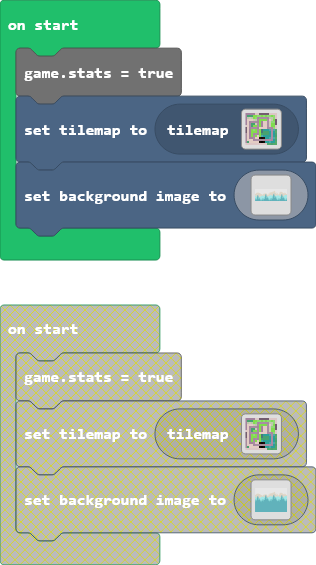 on start
game.stats = true
set tilemap to tilemap
set background image to
on start
game.stats = true
set tilemap to tilemap
set background image to